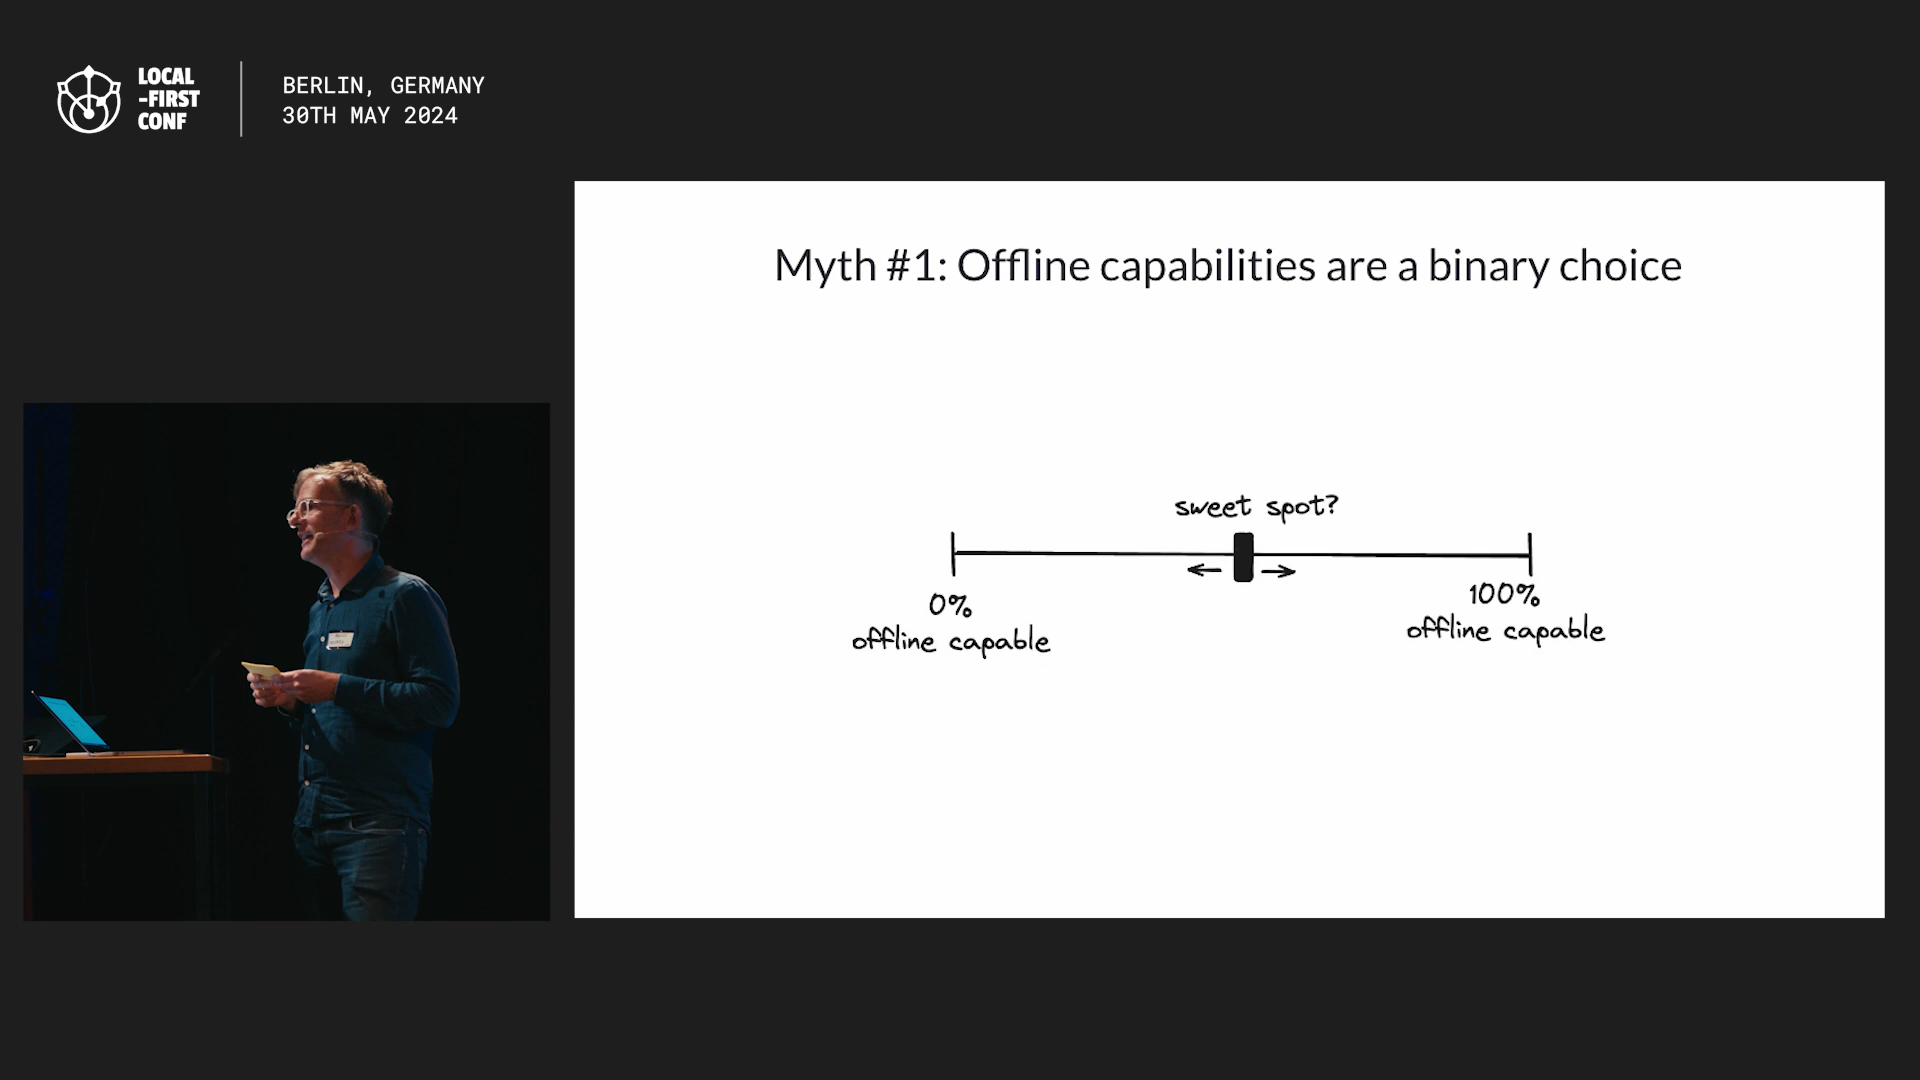 LOCAL
-FIRST
CONF
BERLIN, GERMANY
30TH MAY 2024
Myth #1: Offline capabilities are a binary choice
sweet spot?
0%
offline capable
100%
offline capable